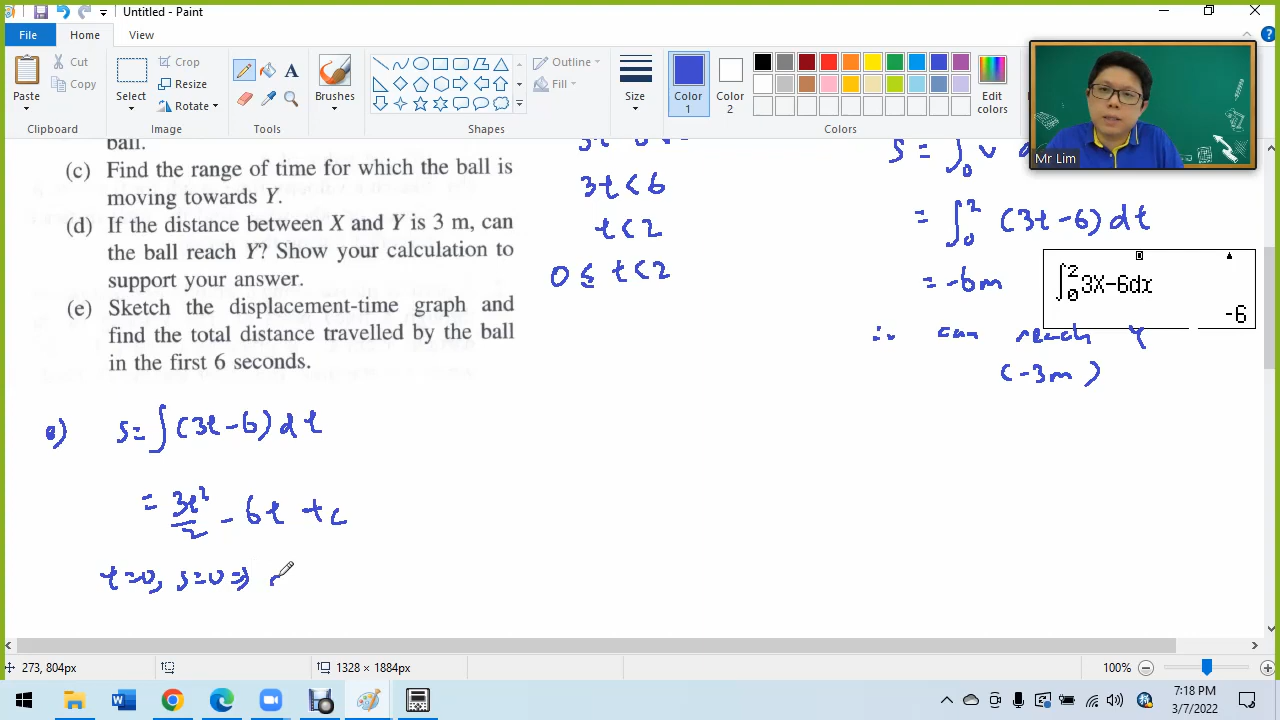 Untitled - Paint
File
Home
View
Paste
Cut
Copy
Clipboard
Select
Crop
Resize
Rotate
Image
A
Tools
Brushes
Outline
Fill
Shapes
Size
Color 1
Color 2
Edit colors
Colors
Mr Lim
ball.
(c) Find the range of time for which the ball is
moving towards Y.
(d) If the distance between X and Y is 3 m, can
the ball reach Y? Show your calculation to
support your answer.
(e) Sketch the displacement-time graph and
find the total distance travelled by the ball
in the first 6 seconds.
3t < 6
t < 2
0 ≤ t < 2
s = ∫₀ v
= ∫₀² (3t-6) dt
= -6m
∫₀² 3X-6dx
-6
∴ can reach Y
(-3m)
e) s = ∫(3t-6) dt
= 3t²/2 - 6t + c
t=0, s=0 ⇒
273, 804px
1328 × 1884px
100%
7:18 PM
3/7/2022